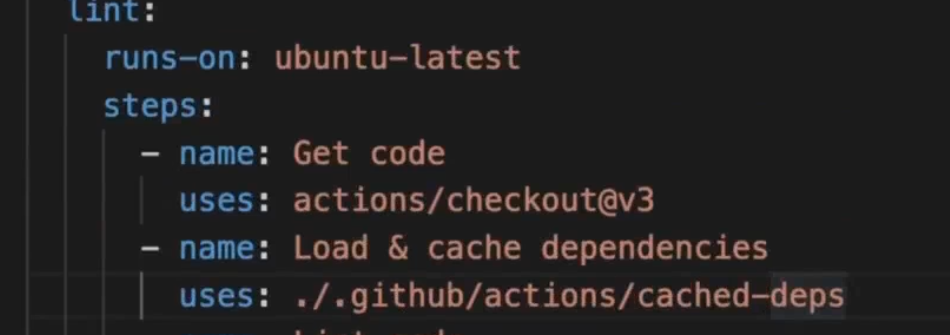 lint:
runs-on: ubuntu-latest
steps:
- name: Get code
uses: actions/checkout@v3
- name: Load & cache dependencies
uses: ./.github/actions/cached-deps